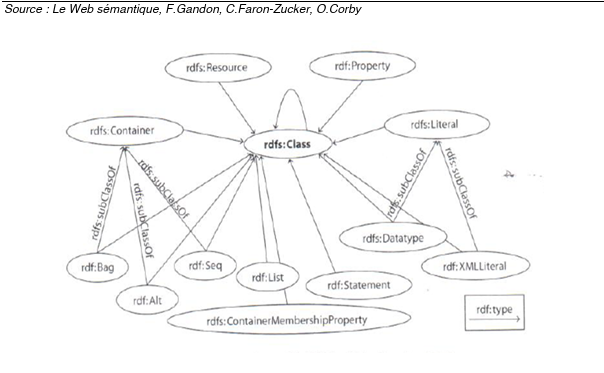 Source : Le Web sémantique, F.Gandon, C.Faron-Zucker, O.Corby
rdfs:Resource
rdf:Property
rdfs:Container
rdfs:Literal
rdfs:Class
rdfs:subClassOf
rdfs:subClassOf
rdfs:subClassOf
rdfs:subClassOf
rdfs:subClassOf
rdfs:Datatype
rdf:Bag
rdf:Seq
rdf:List
rdf:XMLLiteral
rdf:Alt
rdf:Statement
rdfs:ContainerMembershipProperty
rdf:type